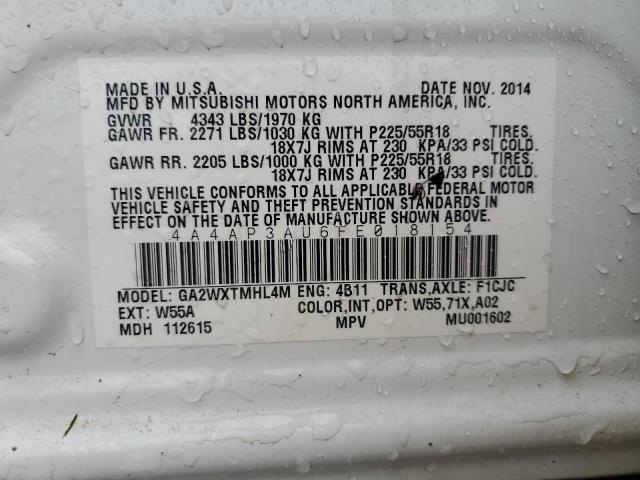 MADE IN U.S.A. DATE NOV. 2014
MFD BY MITSUBISHI MOTORS NORTH AMERICA, INC.
GVWR 4343 LBS/1970 KG
GAWR FR. 2271 LBS/1030 KG WITH P225/55R18 TIRES.
18X7J RIMS AT 230 KPA/33 PSI COLD.
GAWR RR. 2205 LBS/1000 KG WITH P225/55R18 TIRES.
18X7J RIMS AT 230 KPA/33 PSI COLD.
THIS VEHICLE CONFORMS TO ALL APPLICABLE FEDERAL MOTOR
VEHICLE SAFETY AND THEFT PREVENTION STANDARDS IN
EFFECT ON THE DATE OF MANUFACTURE SHOWN ABOVE.
4A4AP3AU6FE018154
MODEL: GA2WXTMHL4M ENG: 4B11 TRANS,AXLE: F1CJC
EXT: W55A COLOR,INT,OPT: W55,71X,A02
MDH 112615 MPV MU001602